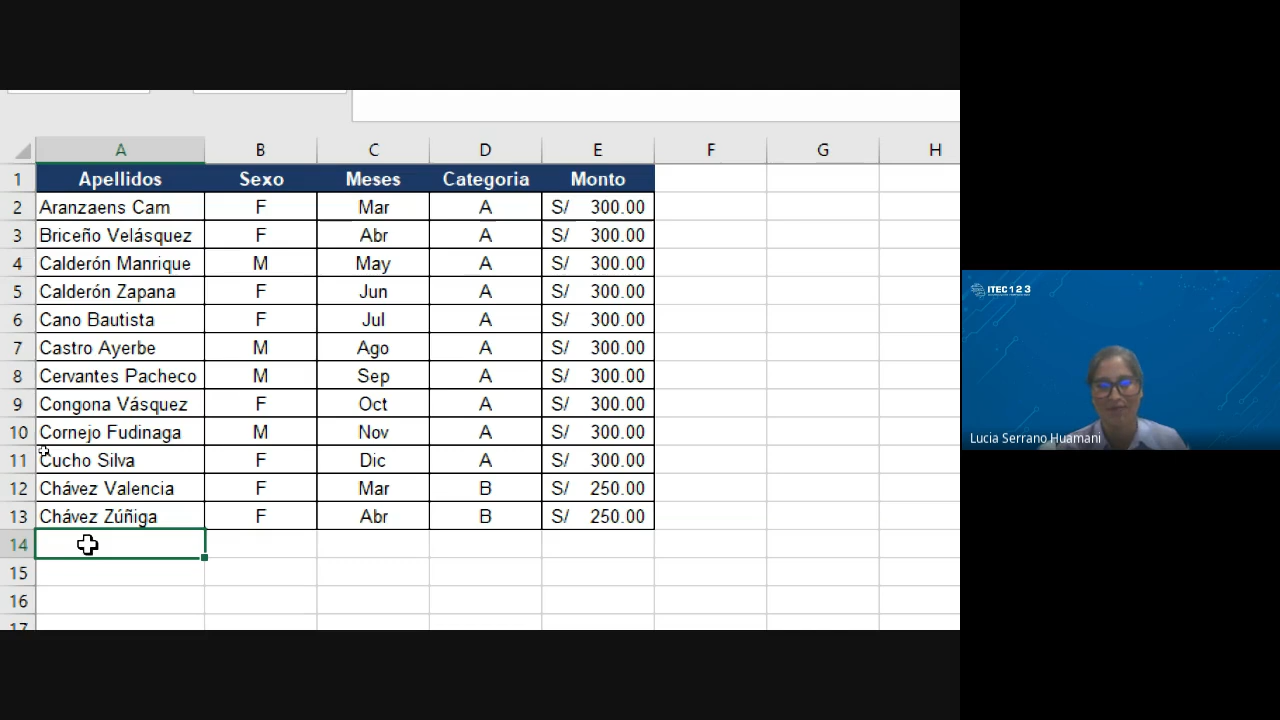 A B C D E F G H
1 Apellidos Sexo Meses Categoria Monto
2 Aranzaens Cam F Mar A S/ 300.00
3 Briceño Velásquez F Abr A S/ 300.00
4 Calderón Manrique M May A S/ 300.00
5 Calderón Zapana F Jun A S/ 300.00
6 Cano Bautista F Jul A S/ 300.00
7 Castro Ayerbe M Ago A S/ 300.00
8 Cervantes Pacheco M Sep A S/ 300.00
9 Congona Vásquez F Oct A S/ 300.00
10 Cornejo Fudinaga M Nov A S/ 300.00
11 Cucho Silva F Dic A S/ 300.00
12 Chávez Valencia F Mar B S/ 250.00
13 Chávez Zúñiga F Abr B S/ 250.00
14
15
16
17
ITEC 1 2 3
Lucia Serrano Huamani